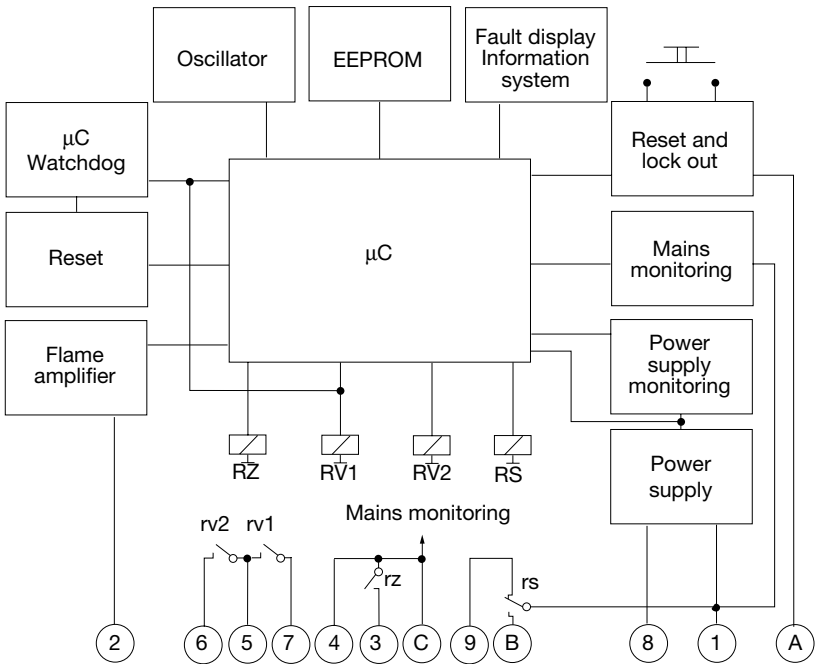 Oscillator
EEPROM
Fault display
Information
system
μC
Watchdog
Reset and
lock out
Reset
μC
Mains
monitoring
Flame
amplifier
Power
supply
monitoring
RZ
RV1
RV2
RS
Power
supply
Mains monitoring
rv2
rv1
rz
rs
2
6
5
7
4
3
C
9
B
8
1
A